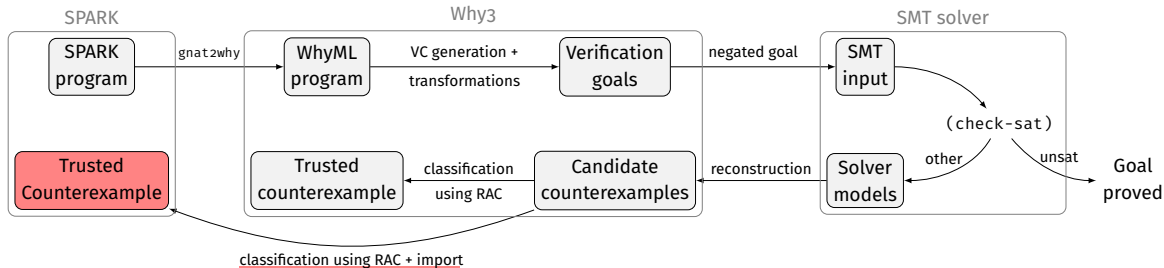 SPARK
Why3
SMT solver
SPARK
program
gnat2why
WhyML
program
VC generation +
transformations
Verification
goals
negated goal
SMT
input
(check-sat)
other
unsat
Goal
proved
Solver
models
reconstruction
Candidate
counterexamples
classification
using RAC
Trusted
counterexample
Trusted
Counterexample
classification using RAC + import